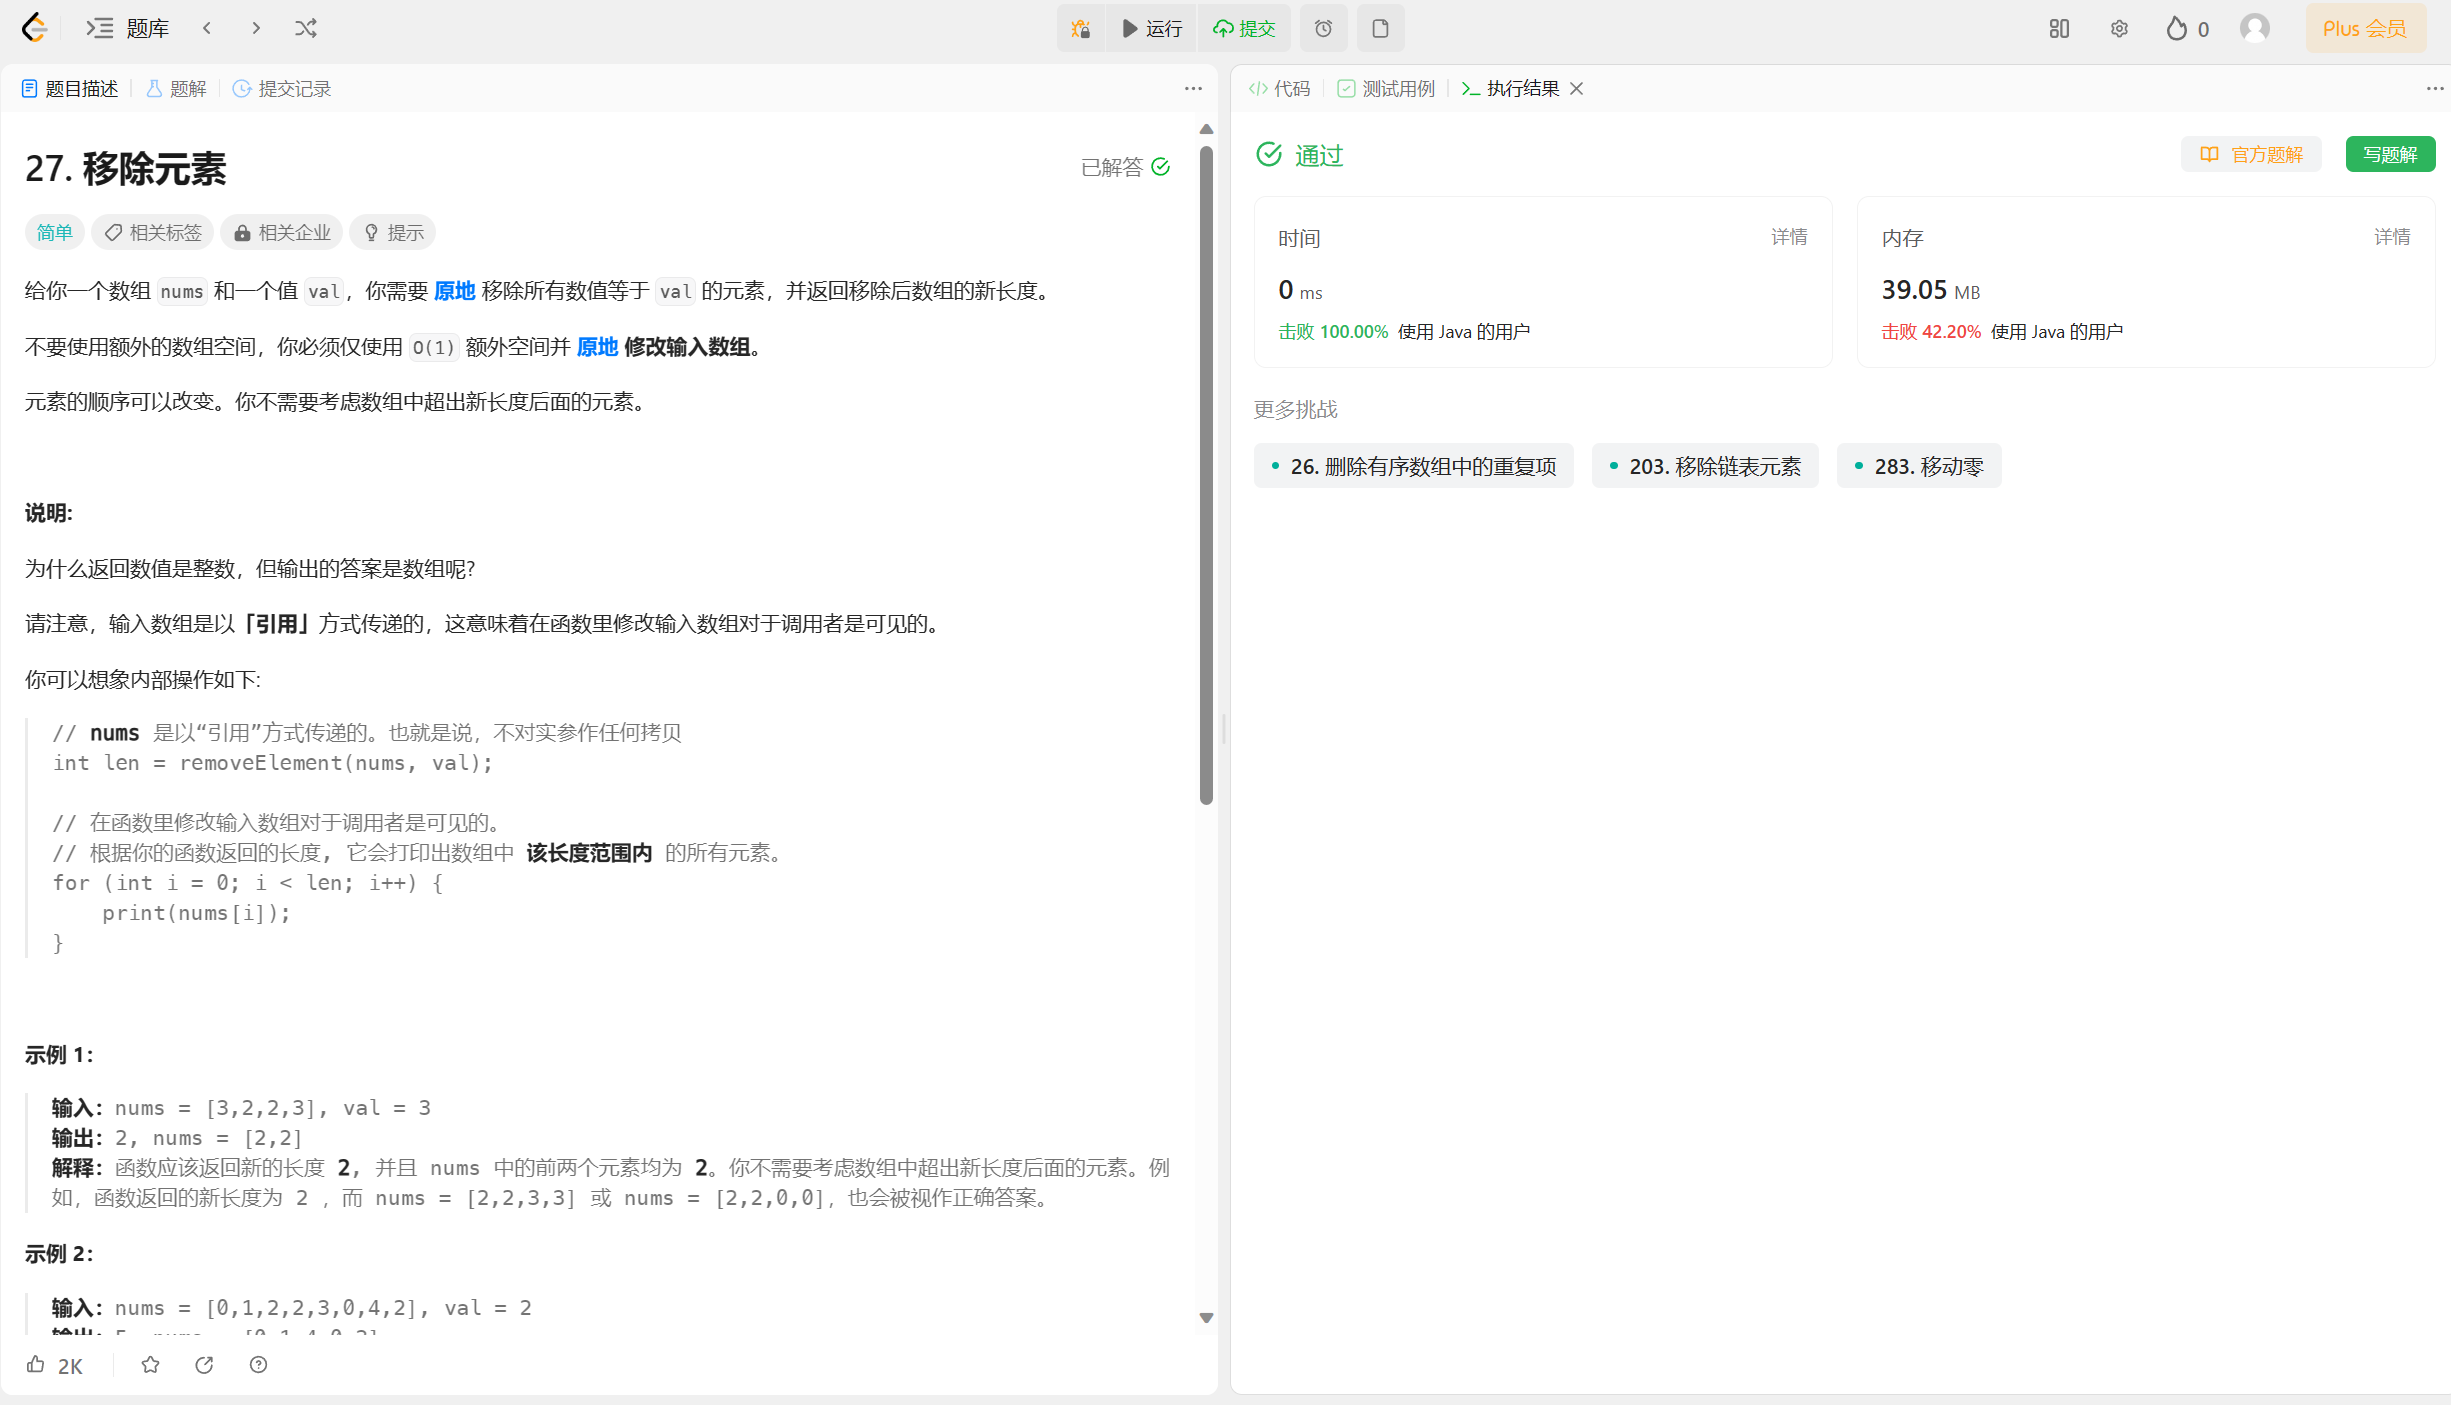 题库
运行
提交
0
Plus 会员
题目描述
题解
提交记录
代码
测试用例
执行结果
27. 移除元素
已解答
简单
相关标签
相关企业
提示
给你一个数组 nums 和一个值 val，你需要 原地 移除所有数值等于 val 的元素，并返回移除后数组的新长度。
不要使用额外的数组空间，你必须仅使用 O(1) 额外空间并 原地 修改输入数组。
元素的顺序可以改变。你不需要考虑数组中超出新长度后面的元素。
说明:
为什么返回数值是整数，但输出的答案是数组呢?
请注意，输入数组是以「引用」方式传递的，这意味着在函数里修改输入数组对于调用者是可见的。
你可以想象内部操作如下:
// nums 是以“引用”方式传递的。也就是说，不对实参作任何拷贝
int len = removeElement(nums, val);
// 在函数里修改输入数组对于调用者是可见的。
// 根据你的函数返回的长度, 它会打印出数组中 该长度范围内 的所有元素。
for (int i = 0; i < len; i++) {
    print(nums[i]);
}
示例 1：
输入：nums = [3,2,2,3], val = 3
输出：2, nums = [2,2]
解释：函数应该返回新的长度 2, 并且 nums 中的前两个元素均为 2。你不需要考虑数组中超出新长度后面的元素。例
如，函数返回的新长度为 2 ，而 nums = [2,2,3,3] 或 nums = [2,2,0,0]，也会被视作正确答案。
示例 2：
输入：nums = [0,1,2,2,3,0,4,2], val = 2
2K
通过
官方题解
写题解
时间
详情
0 ms
击败 100.00% 使用 Java 的用户
内存
详情
39.05 MB
击败 42.20% 使用 Java 的用户
更多挑战
26. 删除有序数组中的重复项
203. 移除链表元素
283. 移动零